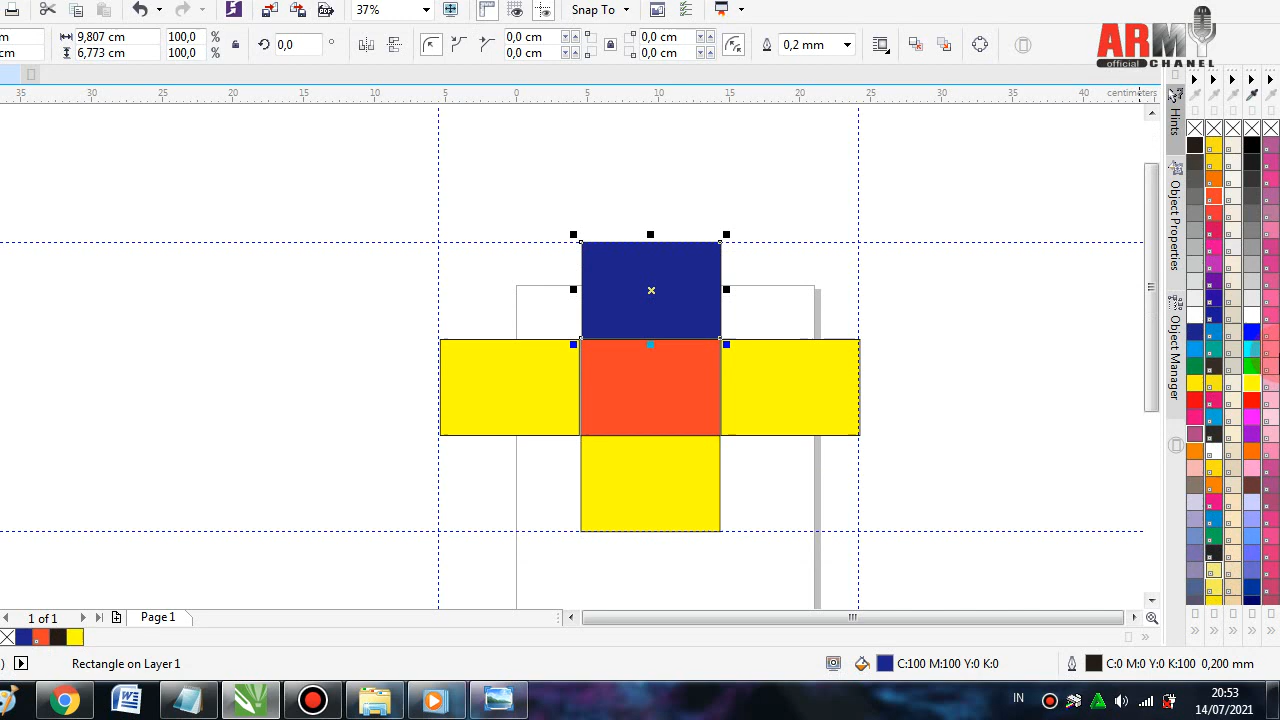 37%
Snap To
ARM
official CHANEL
cm
cm
9,807 cm
6,773 cm
100,0
100,0
%
%
0,0
0,0 cm
0,0 cm
0,0 cm
0,0 cm
0,2 mm
35 30 25 20 15 10 5 0 5 10 15 20 25 30 35 40 centimeters
Hints
Object Properties
Object Manager
1 of 1
Page 1
Rectangle on Layer 1
C:100 M:100 Y:0 K:0
C:0 M:0 Y:0 K:100 0,200 mm
IN
20:53
14/07/2021